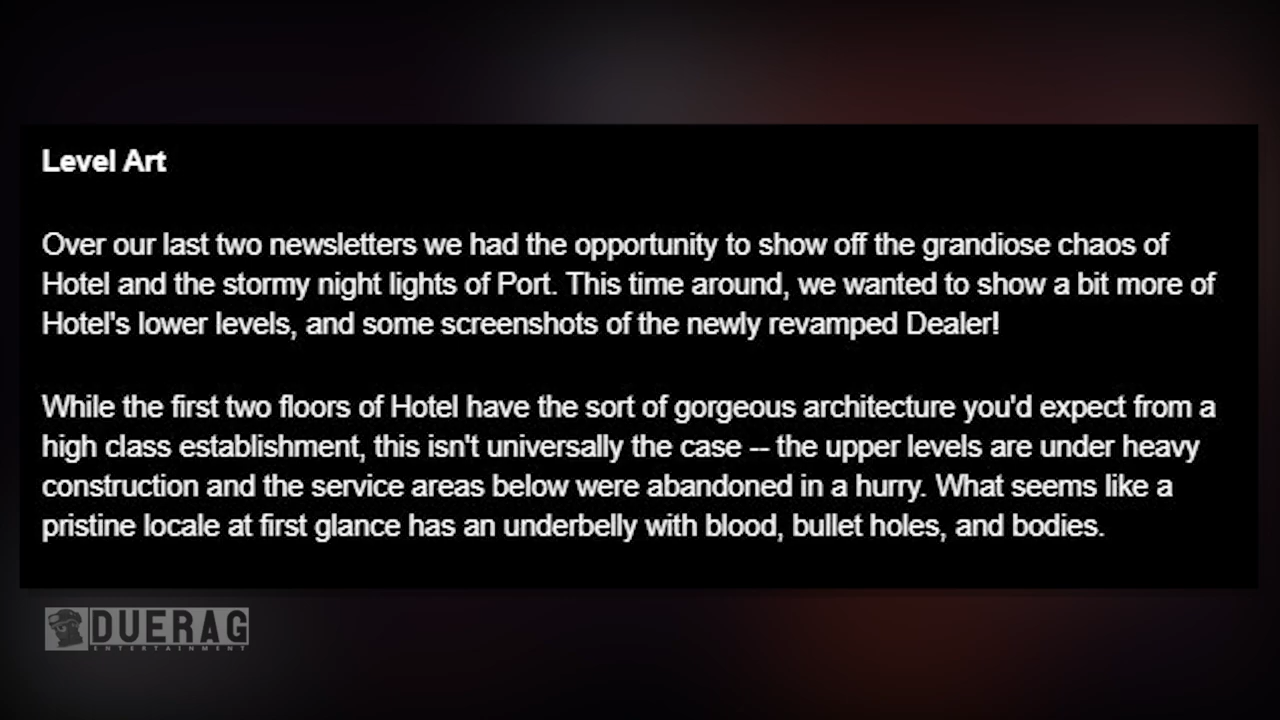 Level Art
Over our last two newsletters we had the opportunity to show off the grandiose chaos of
Hotel and the stormy night lights of Port. This time around, we wanted to show a bit more of
Hotel's lower levels, and some screenshots of the newly revamped Dealer!
While the first two floors of Hotel have the sort of gorgeous architecture you'd expect from a
high class establishment, this isn't universally the case -- the upper levels are under heavy
construction and the service areas below were abandoned in a hurry. What seems like a
pristine locale at first glance has an underbelly with blood, bullet holes, and bodies.
DUERAG
ENTERTAINMENT